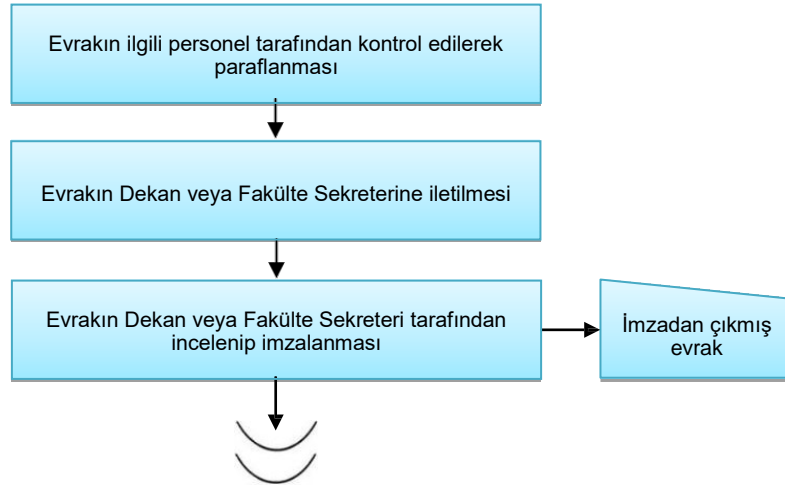 Evrakın ilgili personel tarafından kontrol edilerek
paraflanması
Evrakın Dekan veya Fakülte Sekreterine iletilmesi
Evrakın Dekan veya Fakülte Sekreteri tarafından
incelenip imzalanması
İmzadan çıkmış
evrak